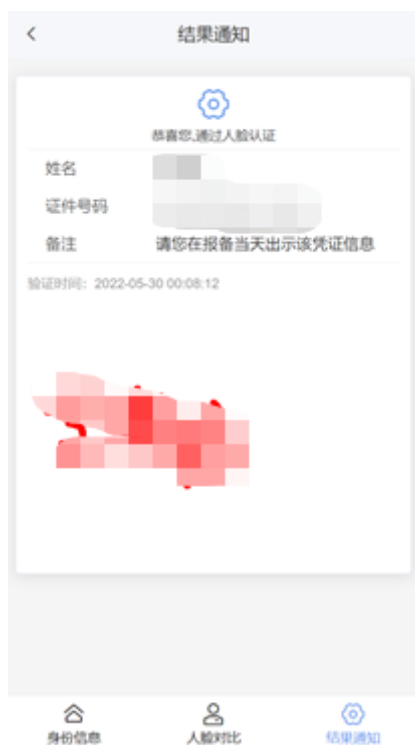 结果通知
恭喜您,通过人脸认证
姓名
证件号码
备注 请您在报备当天出示该凭证信息
验证时间：2022-05-30 00:08:12
身份信息 人脸对比 结果通知